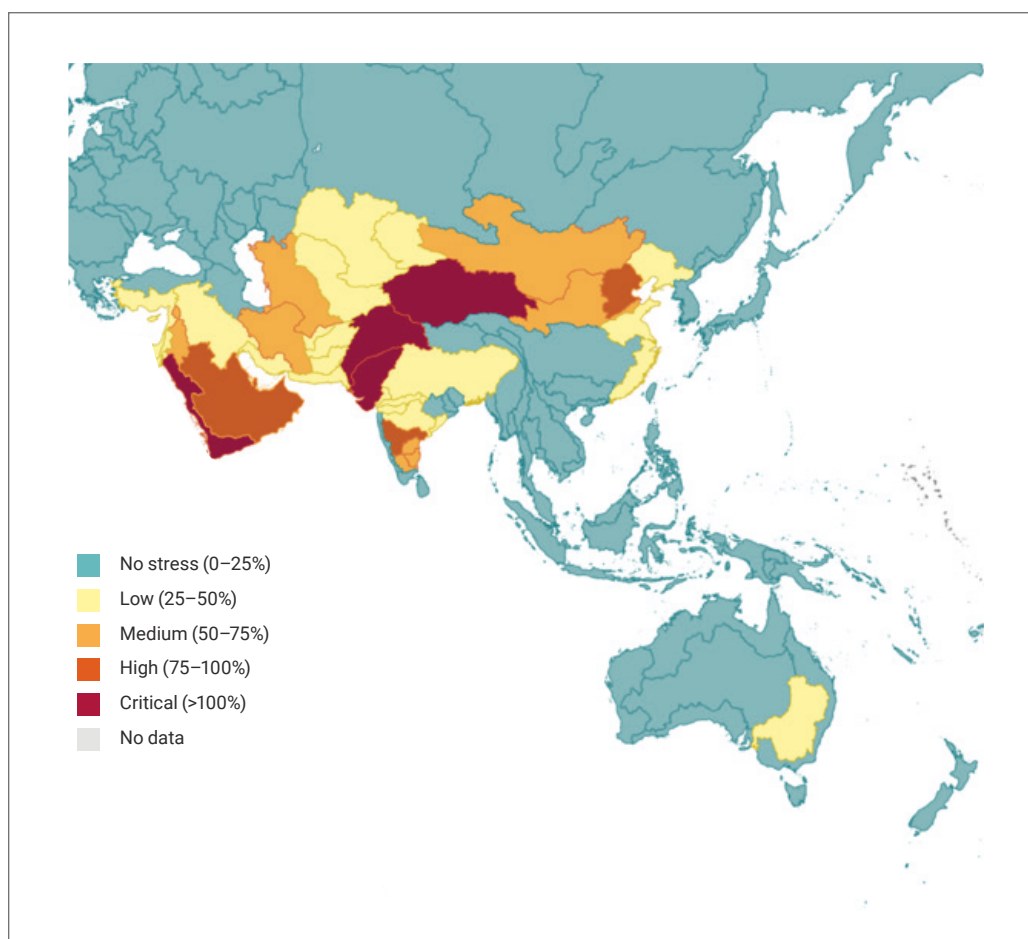 No stress (0–25%)
Low (25–50%)
Medium (50–75%)
High (75–100%)
Critical (>100%)
No data